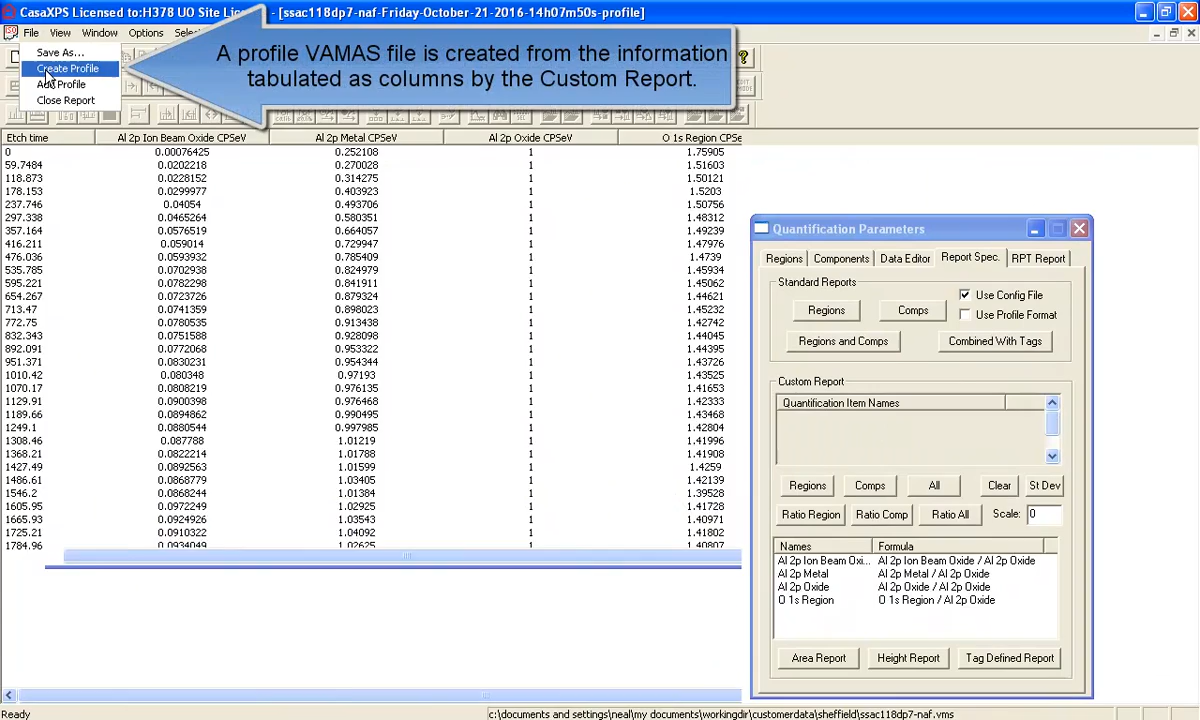 CasaXPS Licensed to:H378 UO Site Lic - [ssac118dp7-naf-Friday-October-21-2016-14h07m50s-profile]
File View Window Options Selec
Save As...
Create Profile
Add Profile
Close Report
A profile VAMAS file is created from the information
tabulated as columns by the Custom Report.
Etch time Al 2p Ion Beam Oxide CPSeV Al 2p Metal CPSeV Al 2p Oxide CPSeV O 1s Region CPSe
0 0.00076425 0.252108 1 1.75905
59.7484 0.0202218 0.270028 1 1.51603
118.873 0.0228152 0.314275 1 1.50121
178.153 0.0299977 0.403923 1 1.5203
237.746 0.04054 0.493706 1 1.50756
297.338 0.0465264 0.580351 1 1.48312
357.164 0.0576519 0.664057 1 1.49239
416.211 0.059014 0.729947 1 1.47976
476.036 0.0593932 0.785409 1 1.4739
535.785 0.0702938 0.824979 1 1.45934
595.221 0.0782298 0.841911 1 1.45062
654.267 0.0723726 0.879324 1 1.44621
713.47 0.0741359 0.898023 1 1.45232
772.75 0.0780535 0.913438 1 1.42742
832.343 0.0751588 0.928098 1 1.44045
892.091 0.0772068 0.953322 1 1.44395
951.371 0.0830231 0.954344 1 1.43726
1010.42 0.080348 0.97193 1 1.43525
1070.17 0.0808219 0.976135 1 1.41653
1129.91 0.0900398 0.976468 1 1.42333
1189.66 0.0894862 0.990495 1 1.43468
1249.1 0.0880544 0.997985 1 1.42804
1308.46 0.087788 1.01219 1 1.41996
1368.21 0.0822214 1.01788 1 1.41908
1427.49 0.0892563 1.01599 1 1.4259
1486.61 0.0868779 1.03405 1 1.42139
1546.2 0.0868244 1.01384 1 1.39528
1605.95 0.0972249 1.02925 1 1.41728
1665.93 0.0924926 1.03543 1 1.40971
1725.21 0.0910322 1.04092 1 1.41802
1784.96 0.0934049 1.02625 1 1.40807
Quantification Parameters
Regions Components Data Editor Report Spec. RPT Report
Standard Reports
Use Config File
Regions Comps
Use Profile Format
Regions and Comps Combined With Tags
Custom Report
Quantification Item Names
Regions Comps All Clear St Dev
Ratio Region Ratio Comp Ratio All Scale: 0
Names Formula
Al 2p Ion Beam Oxi... Al 2p Ion Beam Oxide / Al 2p Oxide
Al 2p Metal Al 2p Metal / Al 2p Oxide
Al 2p Oxide Al 2p Oxide / Al 2p Oxide
O 1s Region O 1s Region / Al 2p Oxide
Area Report Height Report Tag Defined Report
Ready c:\documents and settings\neal\my documents\workingdir\customerdata\sheffield\ssac118dp7-naf.vms